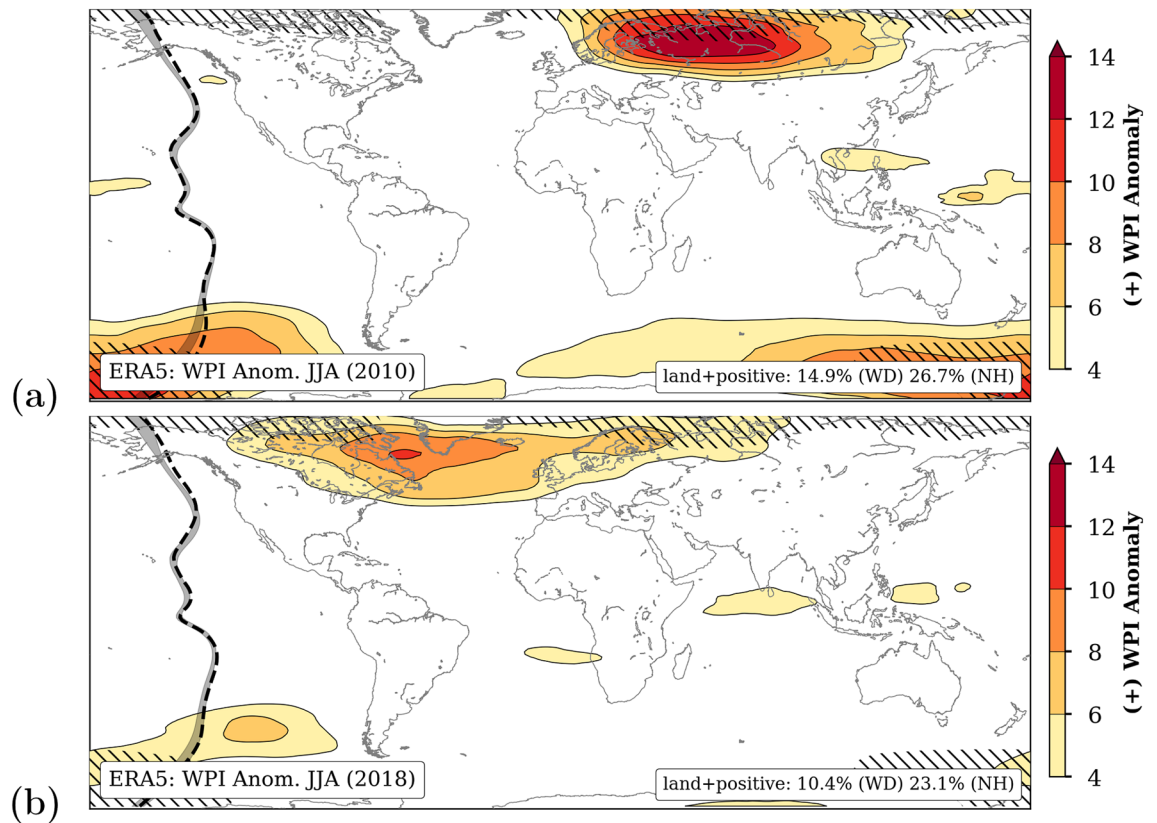 14
12
10
8
6
4
(+) WPI Anomaly
ERA5: WPI Anom. JJA (2010)
land+positive: 14.9% (WD) 26.7% (NH)
(a)
14
12
10
8
6
4
(+) WPI Anomaly
ERA5: WPI Anom. JJA (2018)
land+positive: 10.4% (WD) 23.1% (NH)
(b)